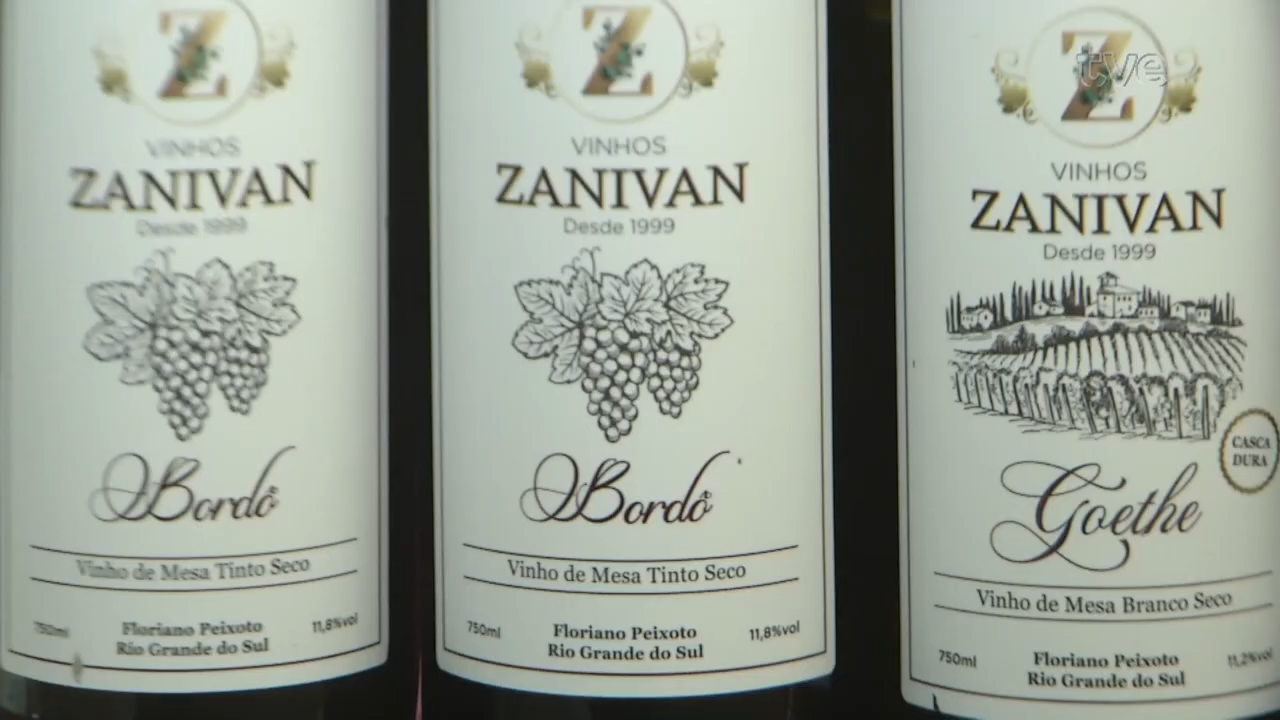 Z
VINHOS
ZANIVAN
Desde 1999
Bordô
Vinho de Mesa Tinto Seco
750ml
Floriano Peixoto
Rio Grande do Sul
11,8%vol
Z
VINHOS
ZANIVAN
Desde 1999
Bordô
Vinho de Mesa Tinto Seco
750ml
Floriano Peixoto
Rio Grande do Sul
11,8%vol
Z
tve
VINHOS
ZANIVAN
Desde 1999
CASCA
DURA
Goethe
Vinho de Mesa Branco Seco
750ml
Floriano Peixoto
Rio Grande do Sul
11,2%vol